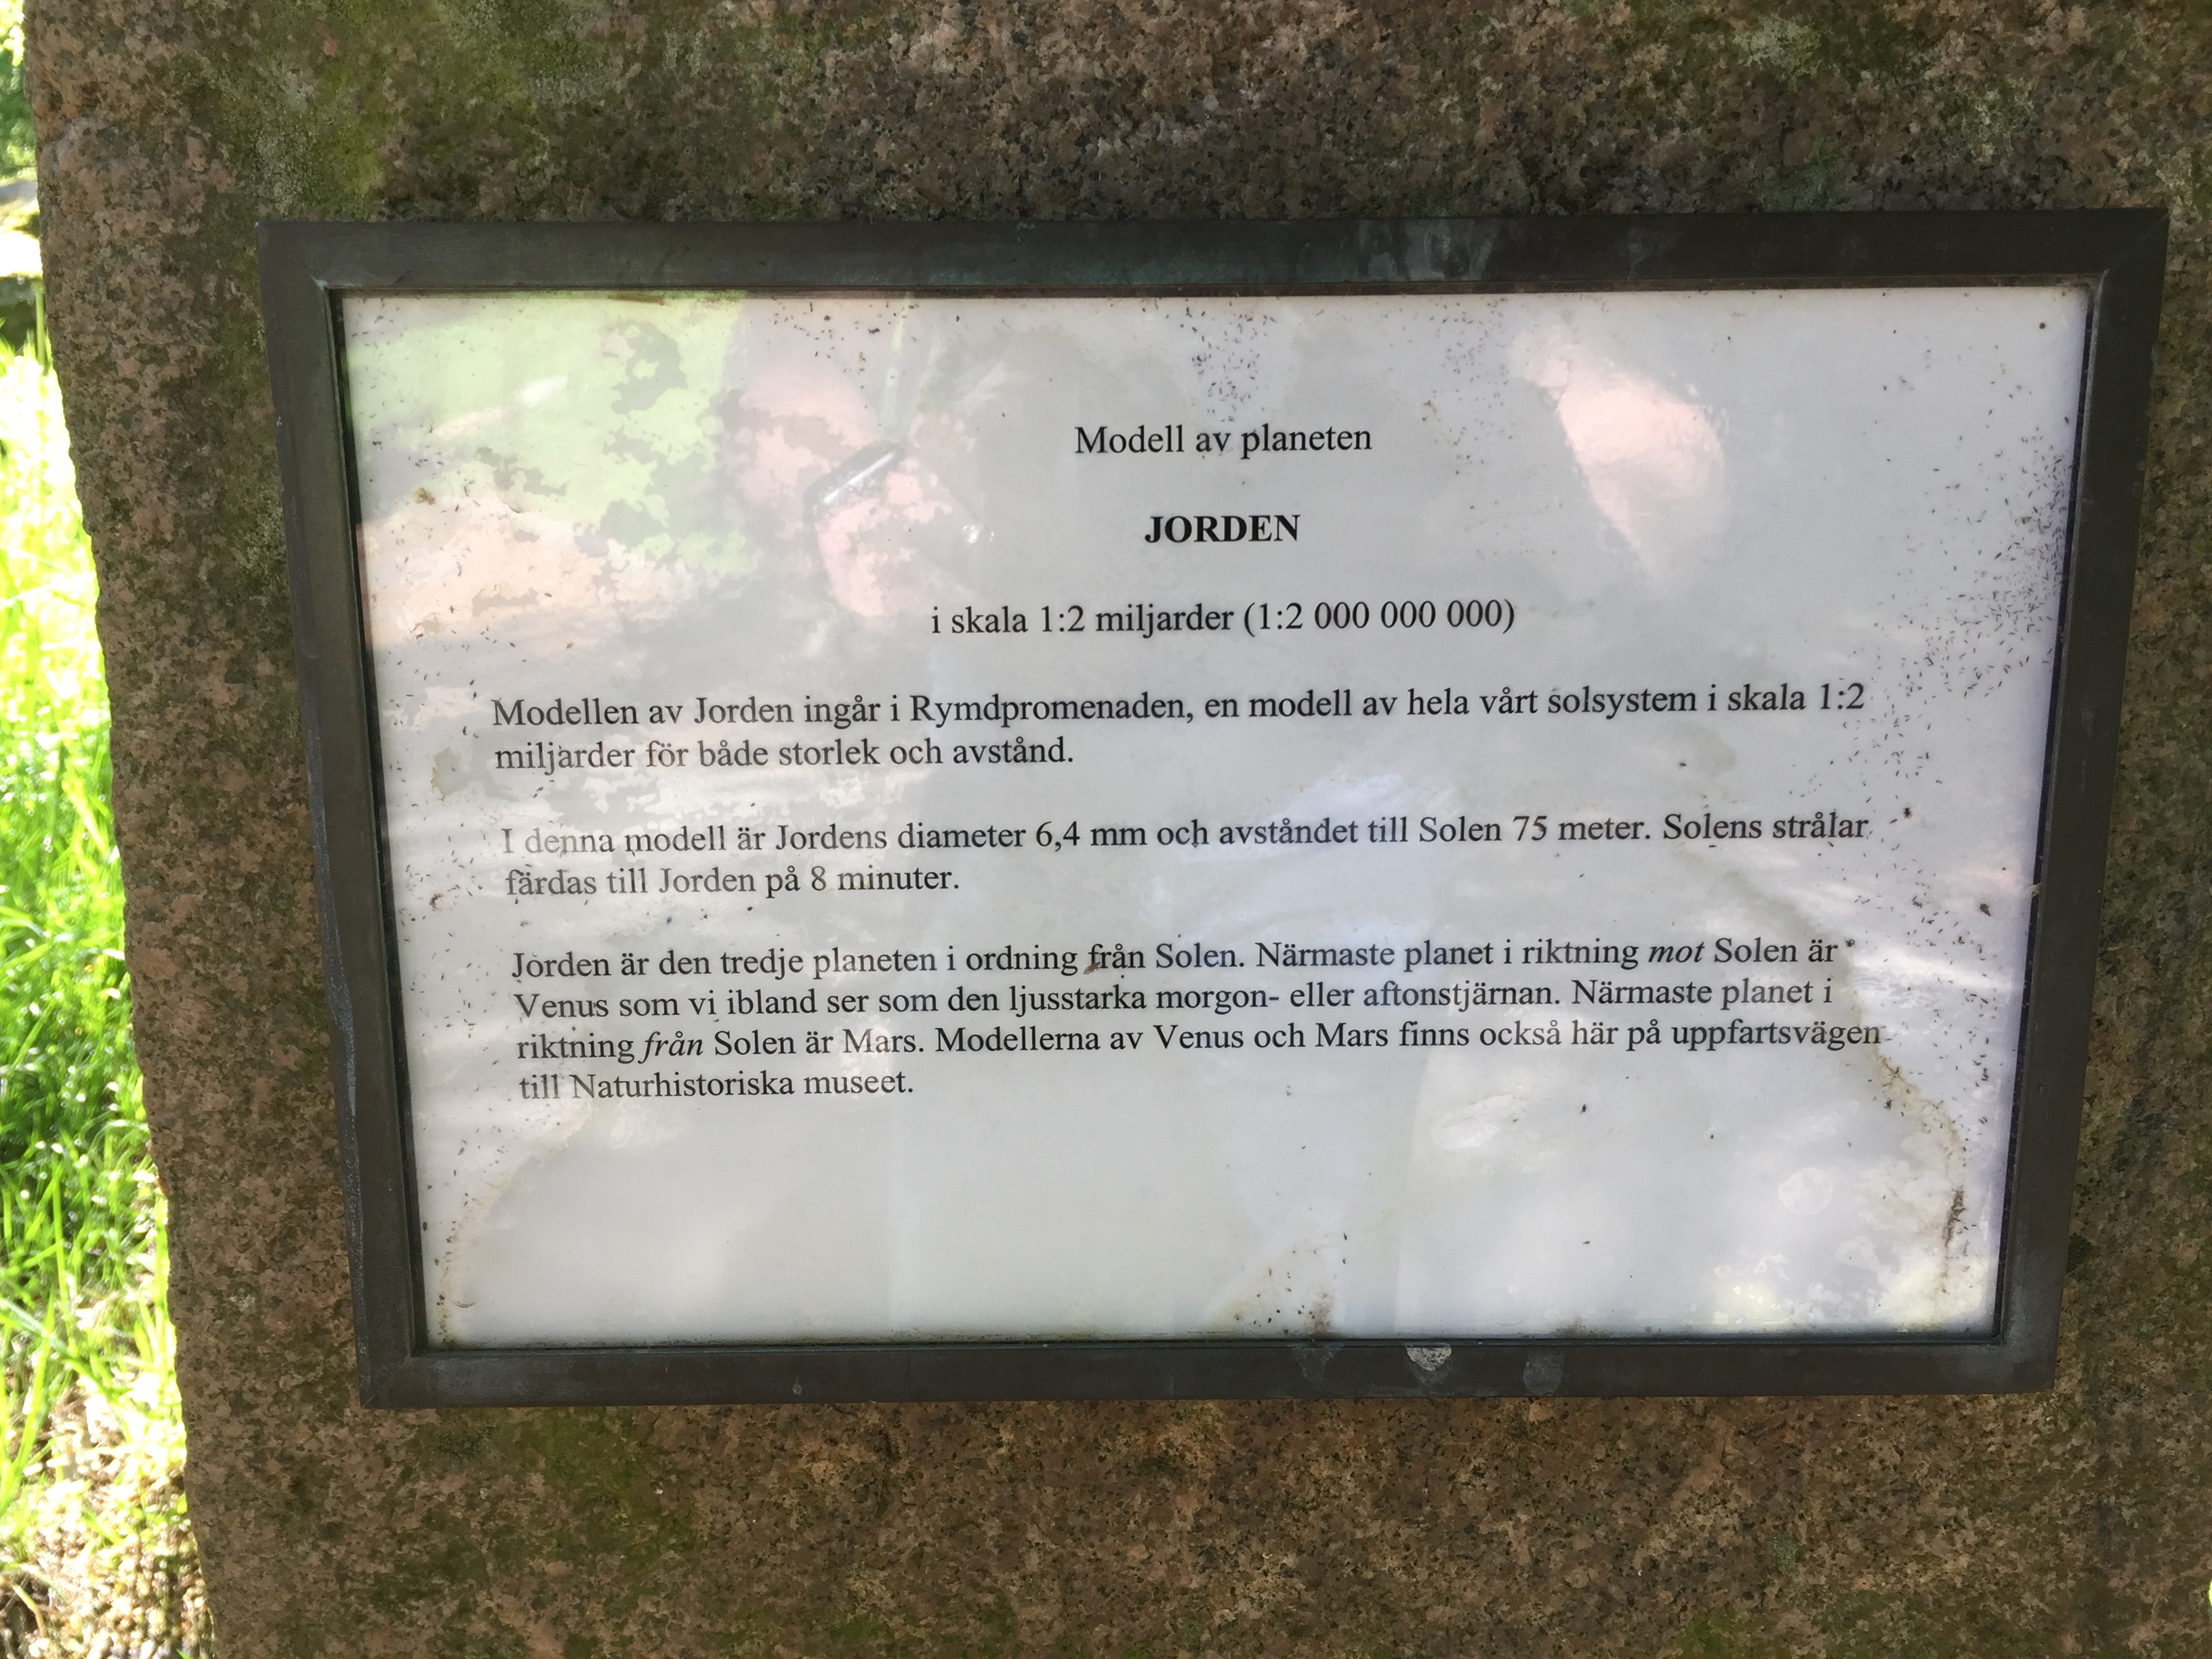 Modell av planeten
JORDEN
i skala 1:2 miljarder (1:2 000 000 000)
Modellen av Jorden ingår i Rymdpromenaden, en modell av hela vårt solsystem i skala 1:2
miljarder för både storlek och avstånd.
I denna modell är Jordens diameter 6,4 mm och avståndet till Solen 75 meter. Solens strålar
färdas till Jorden på 8 minuter.
Jorden är den tredje planeten i ordning från Solen. Närmaste planet i riktning mot Solen är
Venus som vi ibland ser som den ljusstarka morgon- eller aftonstjärnan. Närmaste planet i
riktning från Solen är Mars. Modellerna av Venus och Mars finns också här på uppfartsvägen
till Naturhistoriska museet.